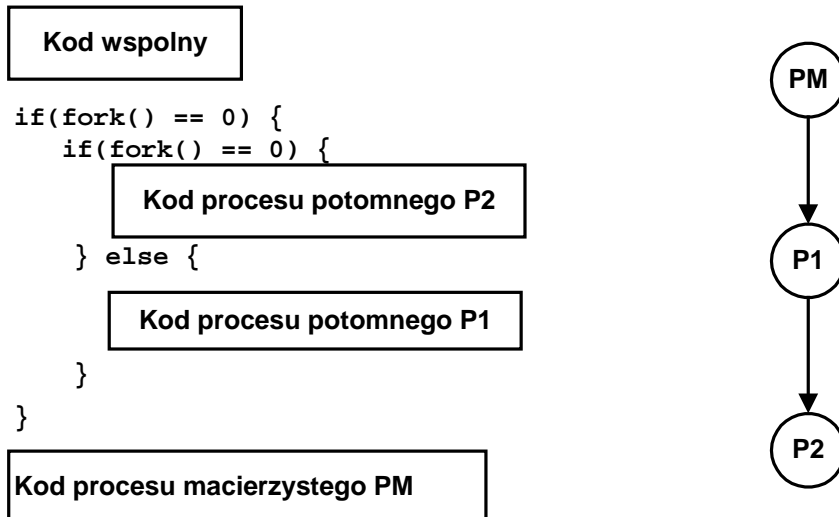 Kod wspolny
if(fork() == 0) {
if(fork() == 0) {
Kod procesu potomnego P2
} else {
Kod procesu potomnego P1
}
}
Kod procesu macierzystego PM
PM
P1
P2